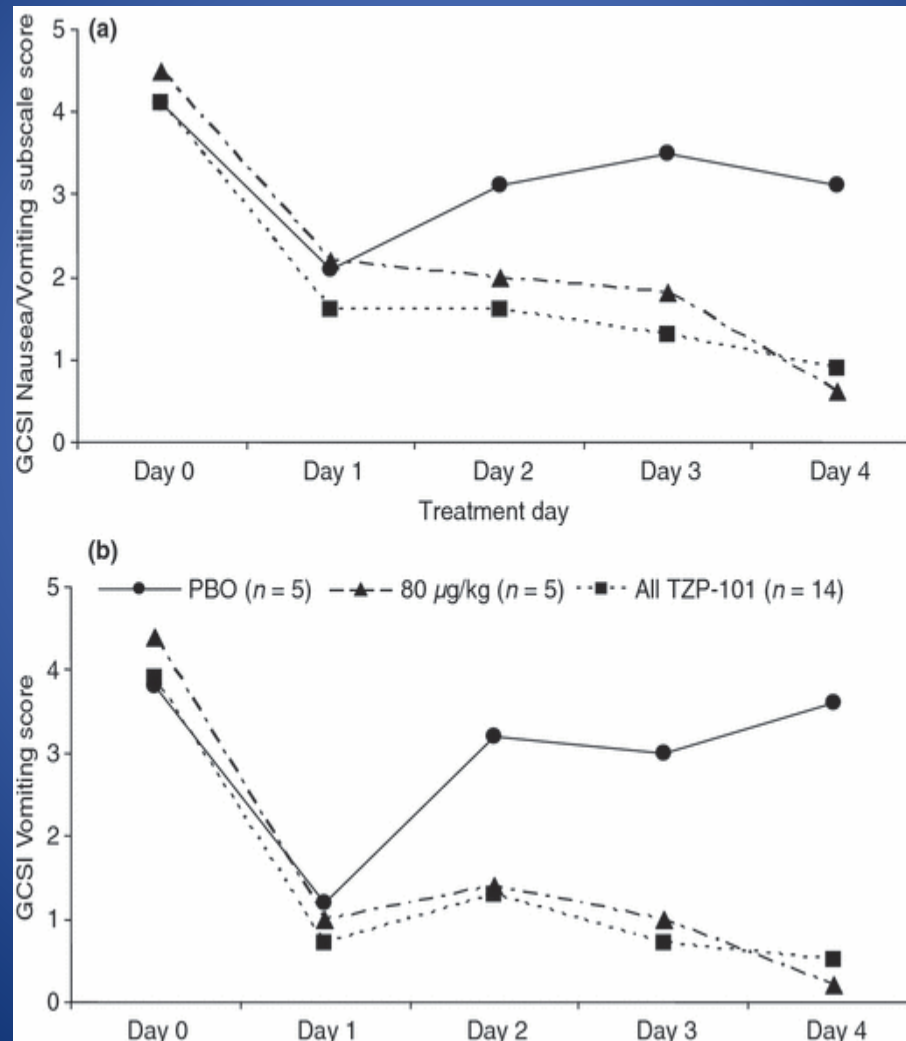 (a)
GCSI Nausea/Vomiting subscale score
5
4
3
2
1
0
Day 0 Day 1 Day 2 Day 3 Day 4
Treatment day
(b)
PBO (n = 5) 80 µg/kg (n = 5) All TZP-101 (n = 14)
GCSI Vomiting score
5
4
3
2
1
0
Day 0 Day 1 Day 2 Day 3 Day 4